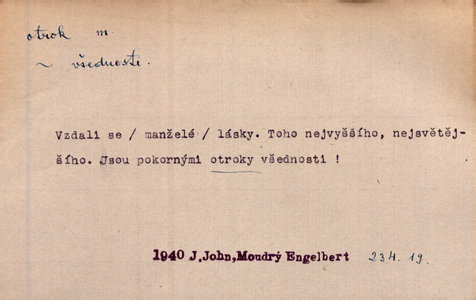 otrok m.
~ všednosti.
Vzdali se / manželé / lásky. Toho nejvyššího, nejsvětěj-
šího. Jsou pokornými otroky všednosti !
1940 J.John,Moudrý Engelbert 234.19.